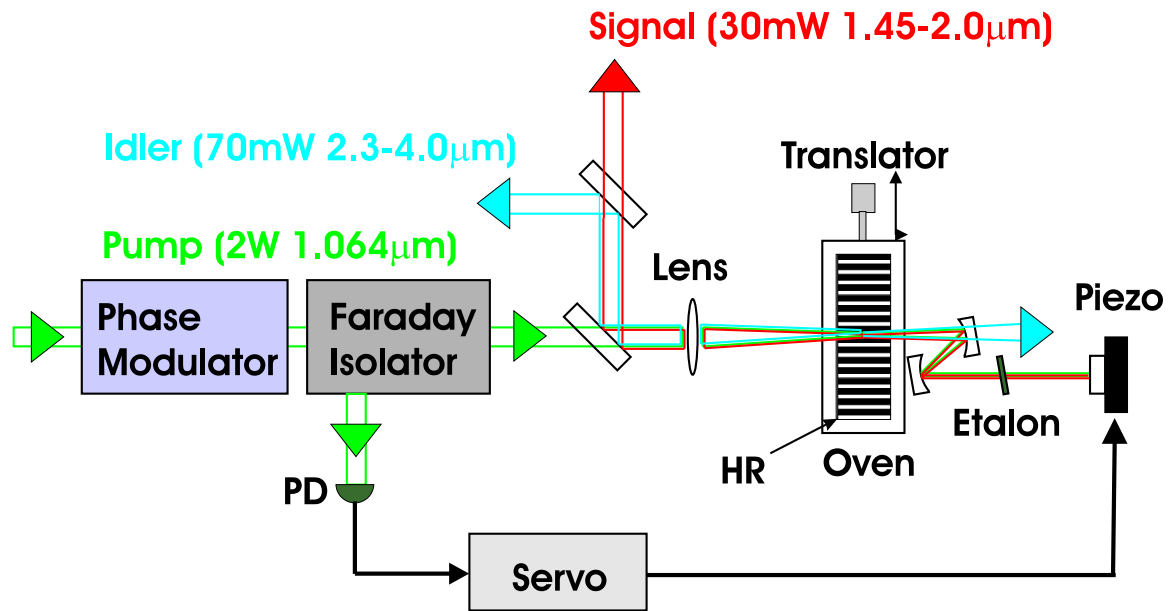 Signal (30mW 1.45-2.0μm)
Idler (70mW 2.3-4.0μm)
Translator
Pump (2W 1.064μm)
Lens
Piezo
Phase
Modulator
Faraday
Isolator
Etalon
HR
Oven
PD
Servo